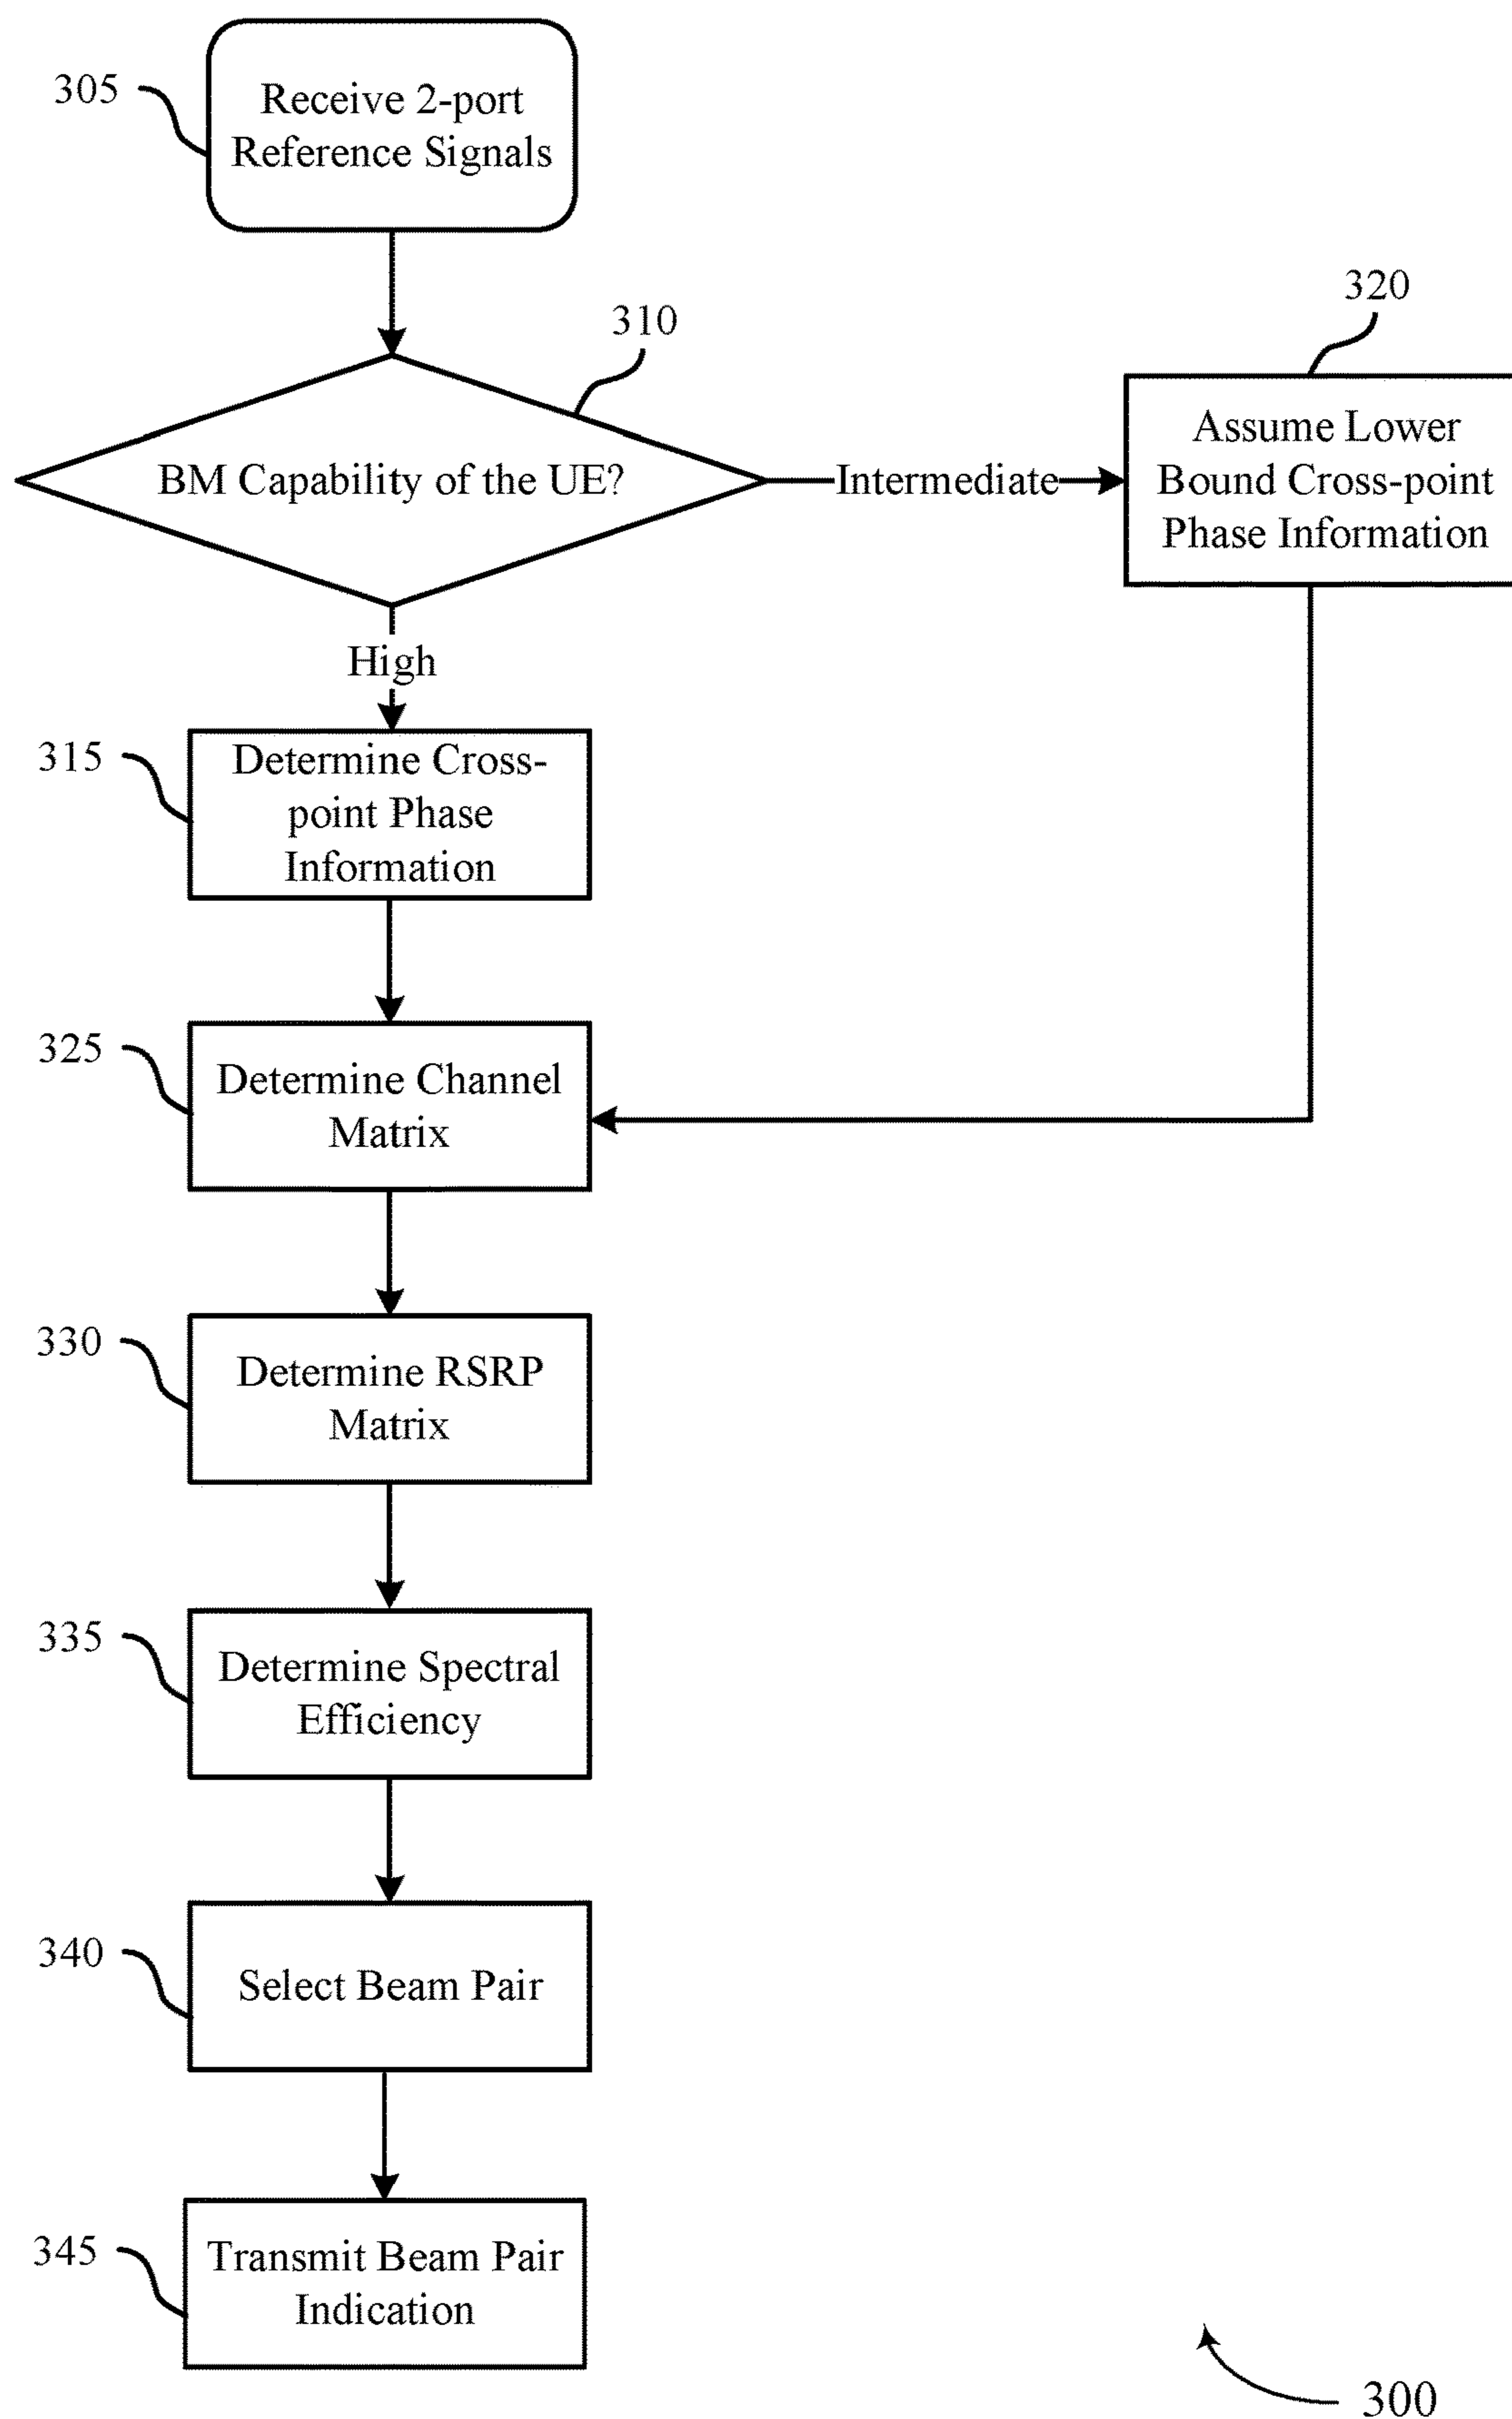 305
Receive 2-port
Reference Signals
310
BM Capability of the UE?
Intermediate
320
Assume Lower
Bound Cross-point
Phase Information
High
315
Determine Cross-
point Phase
Information
325
Determine Channel
Matrix
330
Determine RSRP
Matrix
335
Determine Spectral
Efficiency
340
Select Beam Pair
345
Transmit Beam Pair
Indication
300